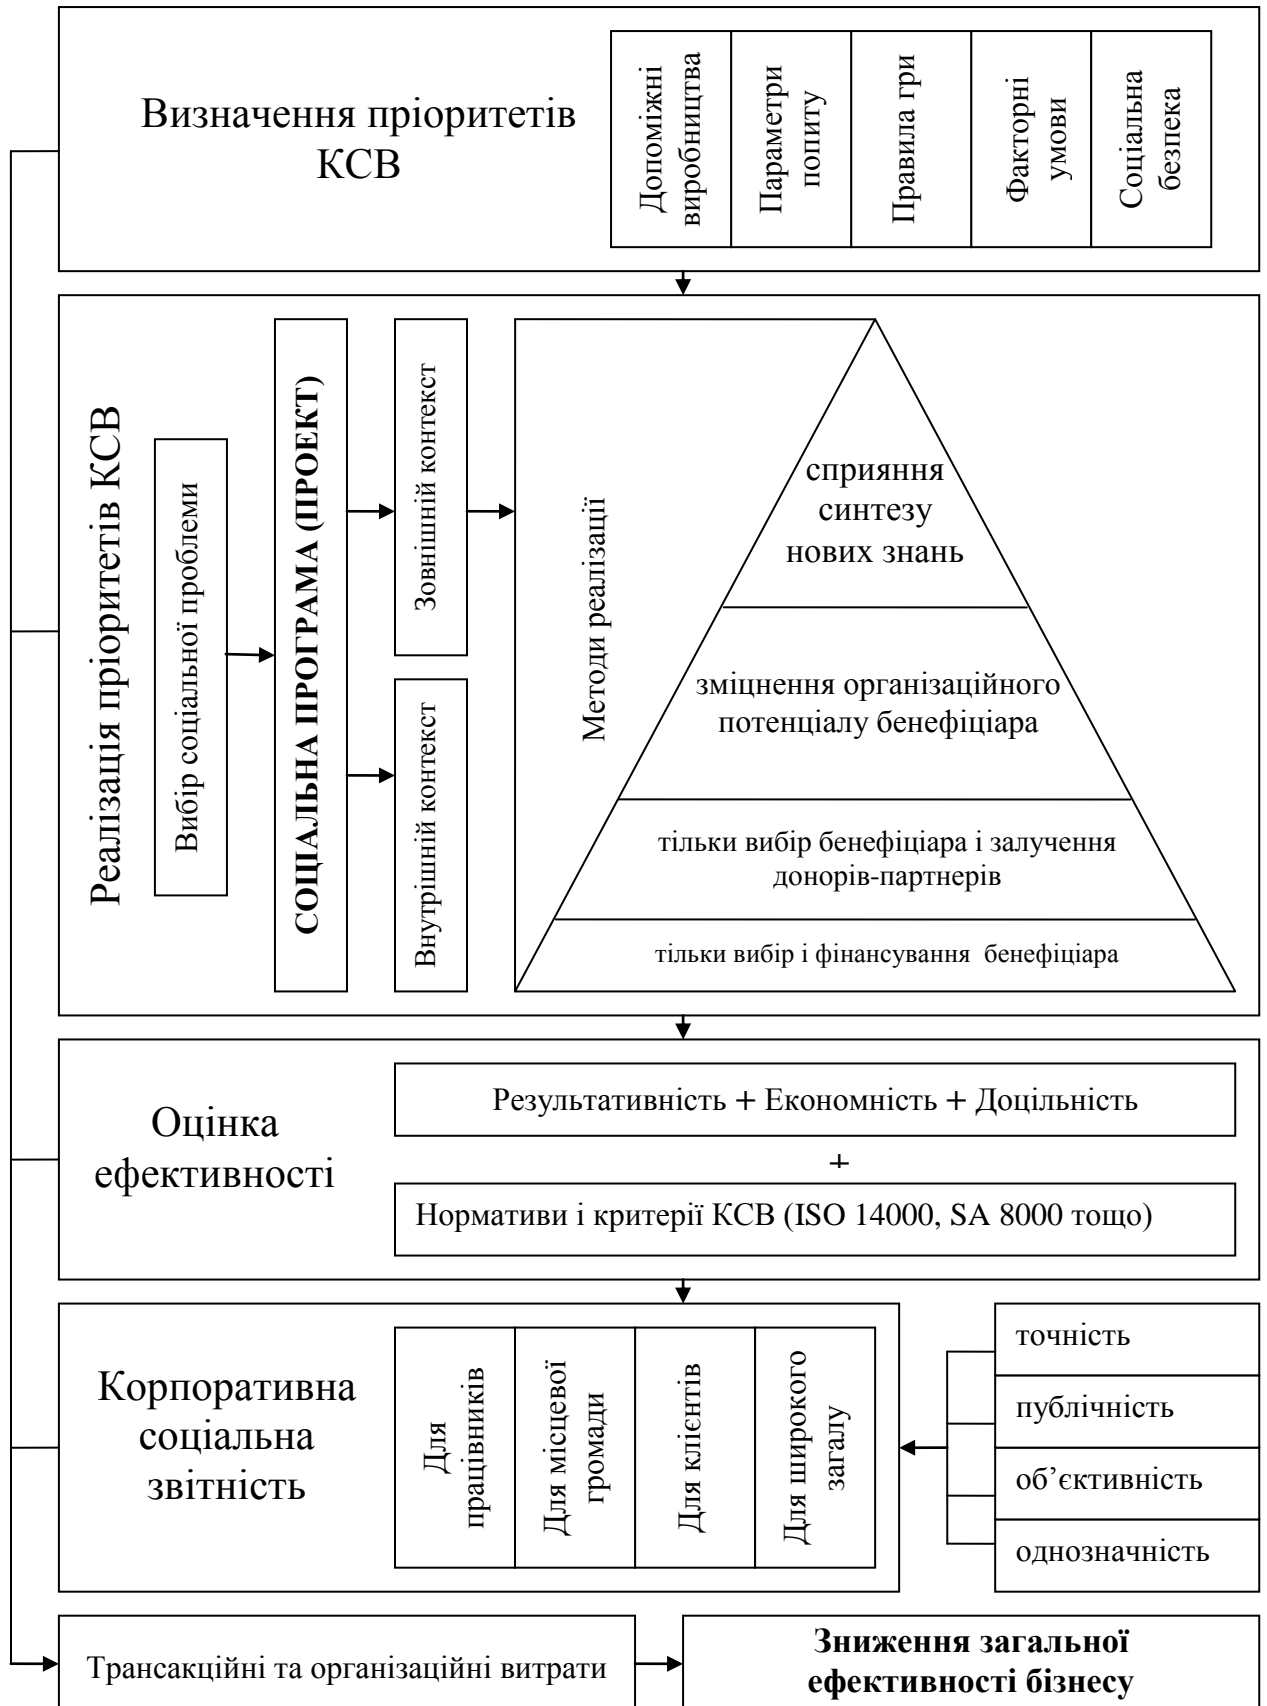 Визначення пріоритетів
КСВ
Допоміжні
виробництва
Параметри
попиту
Правила гри
Факторні
умови
Соціальна
безпека
Реалізація пріоритетів КСВ
Вибір соціальної проблеми
СОЦІАЛЬНА ПРОГРАМА (ПРОЕКТ)
Зовнішній контекст
Внутрішній контекст
Методи реалізації
сприяння
синтезу
нових знань
зміцнення організаційного
потенціалу бенефіціара
тільки вибір бенефіціара і залучення
донорів-партнерів
тільки вибір і фінансування бенефіціара
Оцінка
ефективності
Результативність + Економність + Доцільність
+
Нормативи і критерії КСВ (ISO 14000, SA 8000 тощо)
Корпоративна
соціальна
звітність
Для
працівників
Для місцевої
громади
Для клієнтів
Для широкого
загалу
точність
публічність
об’єктивність
однозначність
Трансакційні та організаційні витрати
Зниження загальної
ефективності бізнесу